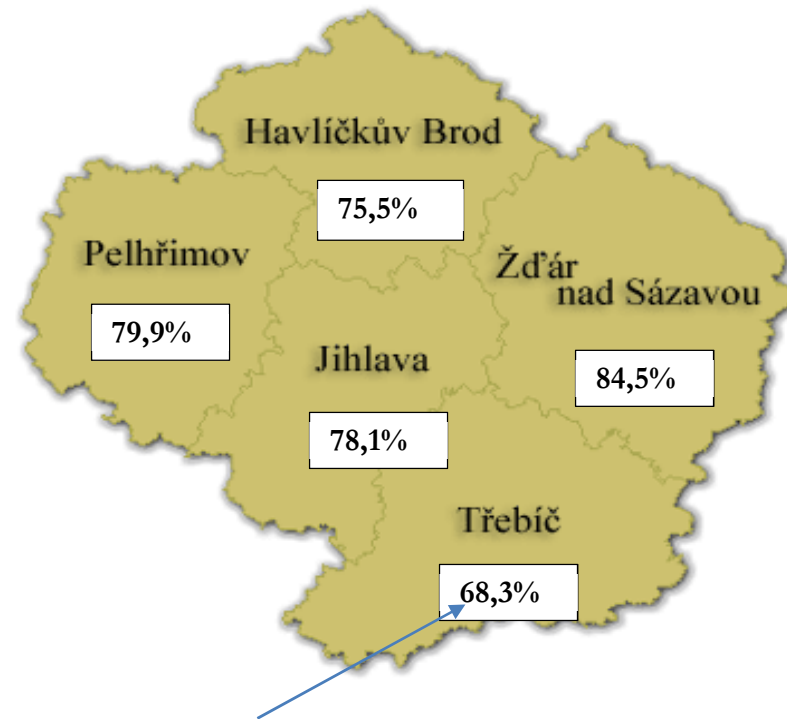 Havlíčkův Brod
75,5%
Pelhřimov
79,9%
Žďár
nad Sázavou
84,5%
Jihlava
78,1%
Třebíč
68,3%